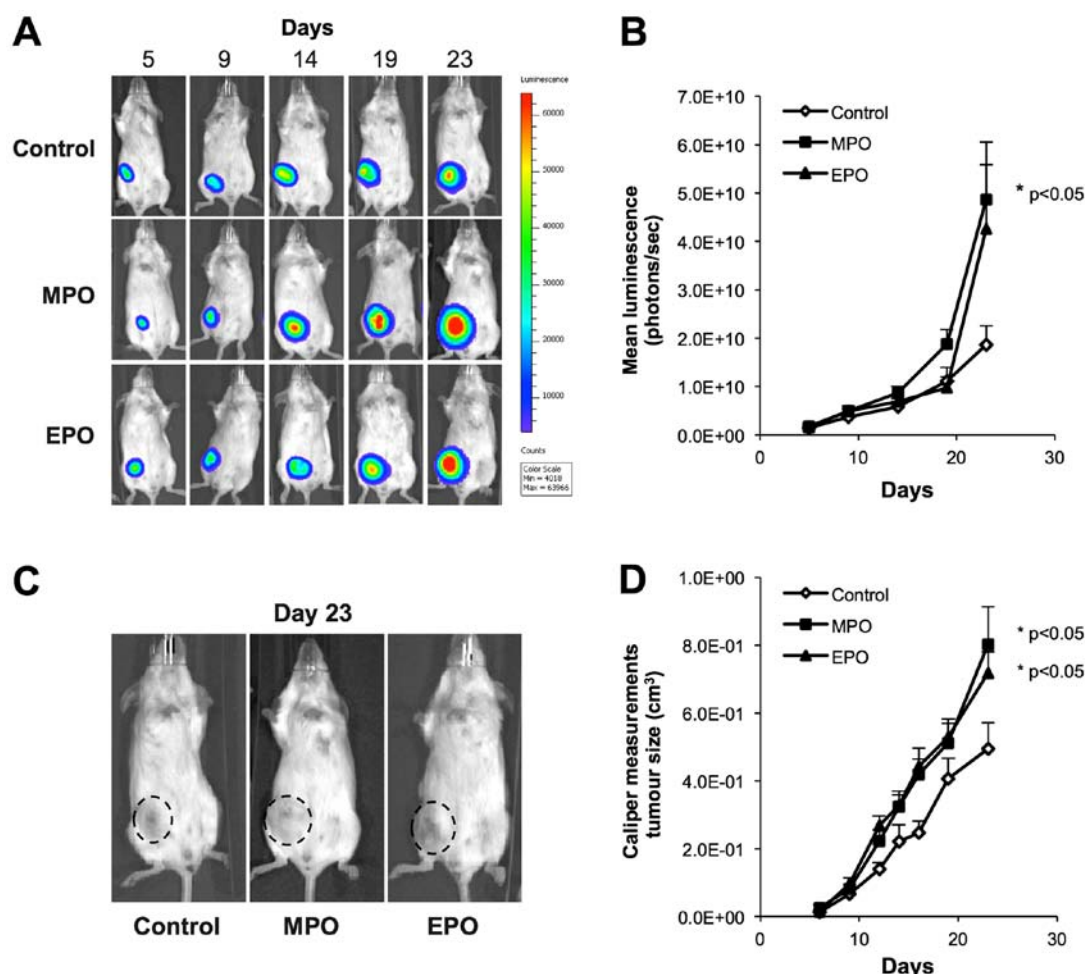 A
Days
5 9 14 19 23
Control
MPO
EPO
Luminescence
60000
50000
40000
30000
20000
10000
Counts
Color Scale
Min = 4018
Max = 63966
B
Mean luminescence
(photons/sec)
7.0E+10
6.0E+10
5.0E+10
4.0E+10
3.0E+10
2.0E+10
1.0E+10
0.0E+00
Control
MPO
EPO
* p<0.05
0 10 20 30
Days
C
Day 23
Control MPO EPO
D
Caliper measurements
tumour size (cm³)
1.0E+00
8.0E-01
6.0E-01
4.0E-01
2.0E-01
0.0E+00
Control
MPO
EPO
* p<0.05
* p<0.05
0 10 20 30
Days